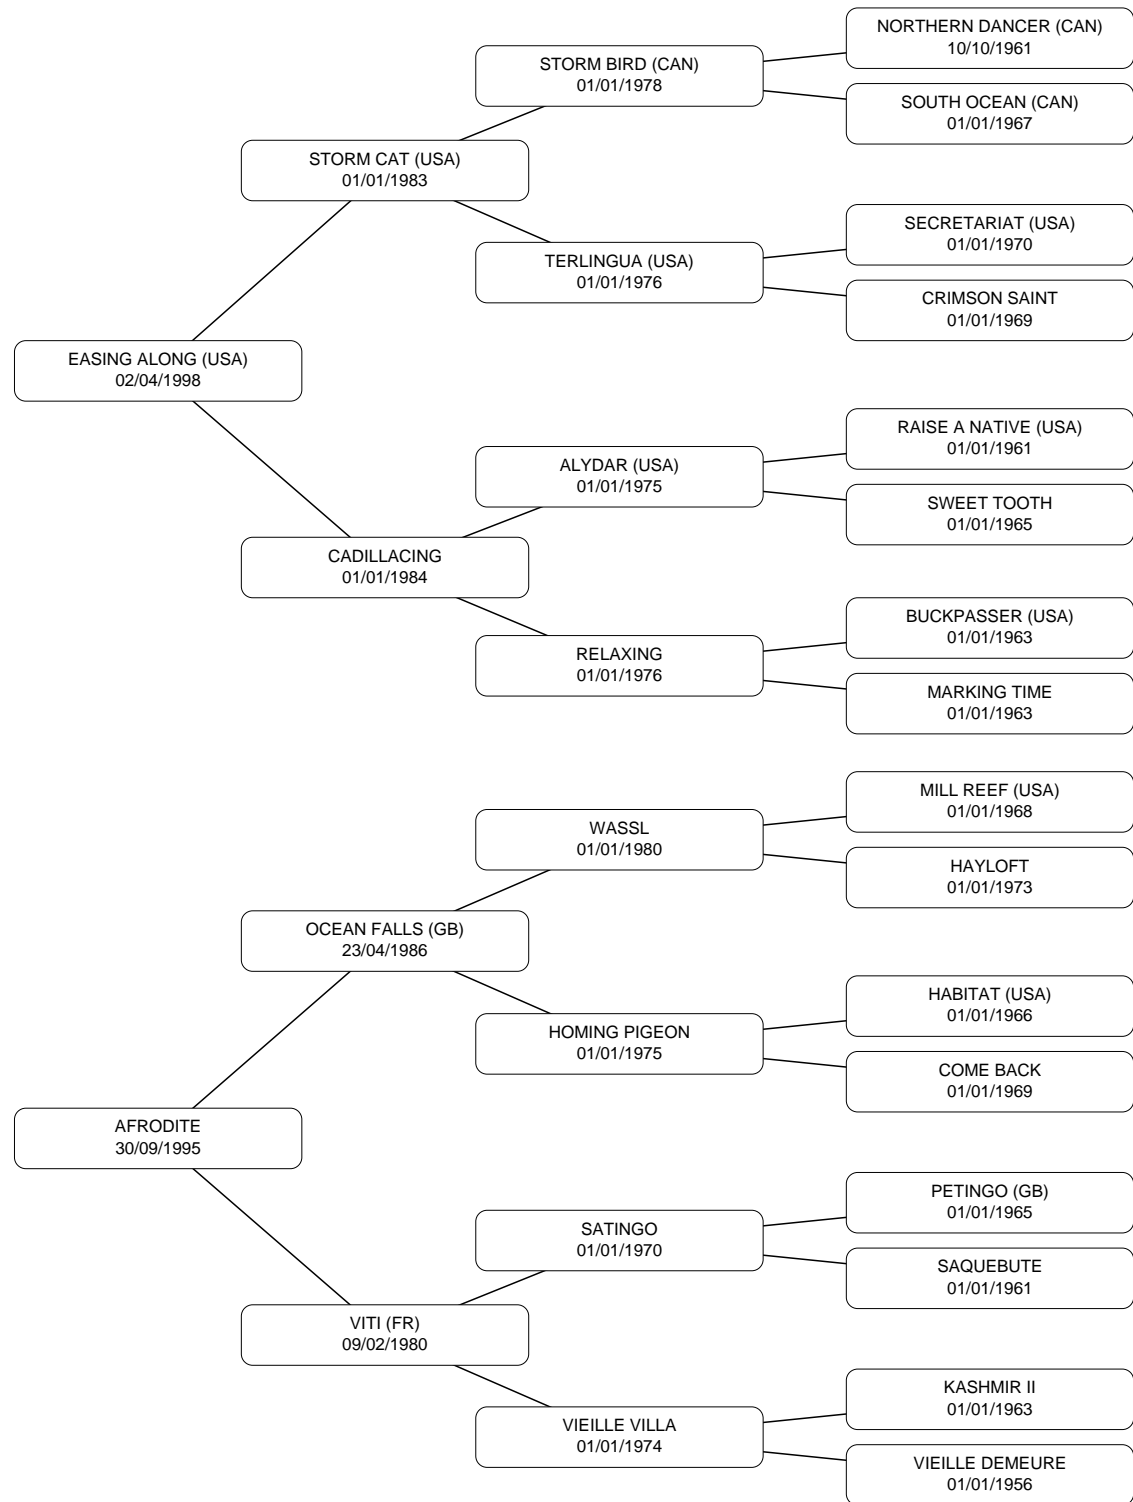 NORTHERN DANCER (CAN)
10/10/1961
STORM BIRD (CAN)
01/01/1978
SOUTH OCEAN (CAN)
01/01/1967
STORM CAT (USA)
01/01/1983
SECRETARIAT (USA)
01/01/1970
TERLINGUA (USA)
01/01/1976
CRIMSON SAINT
01/01/1969
EASING ALONG (USA)
02/04/1998
RAISE A NATIVE (USA)
01/01/1961
ALYDAR (USA)
01/01/1975
SWEET TOOTH
01/01/1965
CADILLACING
01/01/1984
BUCKPASSER (USA)
01/01/1963
RELAXING
01/01/1976
MARKING TIME
01/01/1963
MILL REEF (USA)
01/01/1968
WASSL
01/01/1980
HAYLOFT
01/01/1973
OCEAN FALLS (GB)
23/04/1986
HABITAT (USA)
01/01/1966
HOMING PIGEON
01/01/1975
COME BACK
01/01/1969
AFRODITE
30/09/1995
PETINGO (GB)
01/01/1965
SATINGO
01/01/1970
SAQUEBUTE
01/01/1961
VITI (FR)
09/02/1980
KASHMIR II
01/01/1963
VIEILLE VILLA
01/01/1974
VIEILLE DEMEURE
01/01/1956